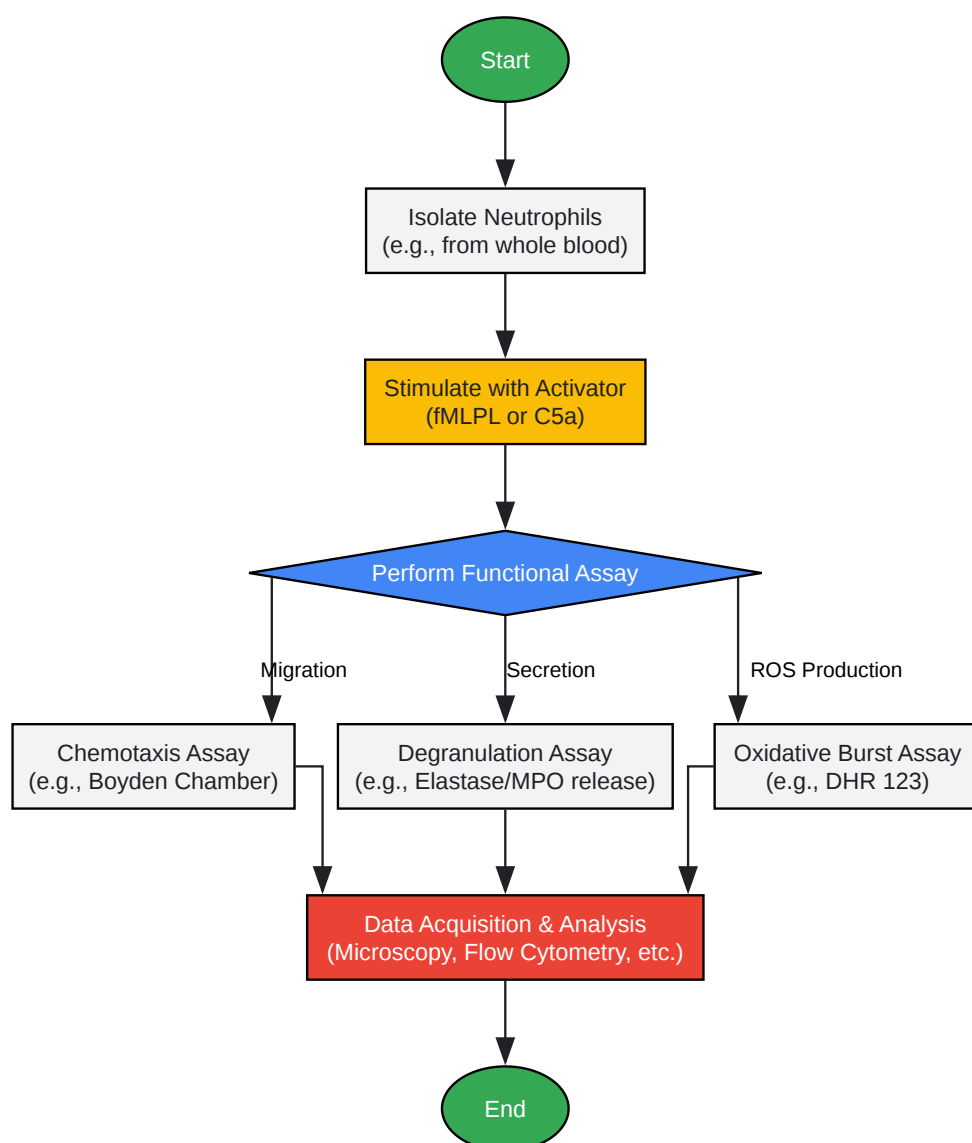 Start
Isolate Neutrophils
(e.g., from whole blood)
Stimulate with Activator
(fMLPL or C5a)
Perform Functional Assay
Migration
Secretion
ROS Production
Chemotaxis Assay
(e.g., Boyden Chamber)
Degranulation Assay
(e.g., Elastase/MPO release)
Oxidative Burst Assay
(e.g., DHR 123)
Data Acquisition & Analysis
(Microscopy, Flow Cytometry, etc.)
End